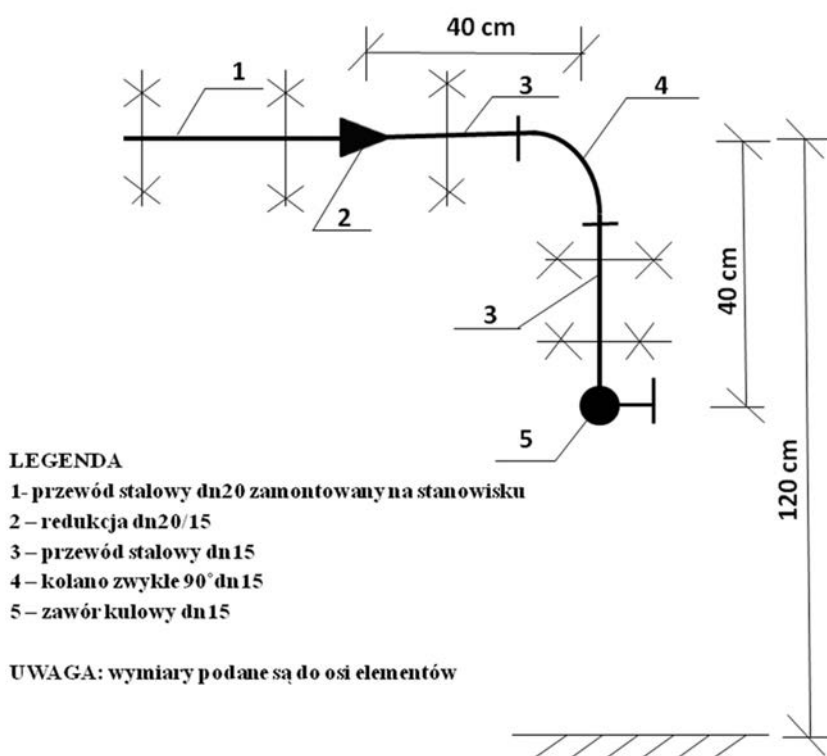 40 cm
1
3
4
2
40 cm
3
5
120 cm
LEGENDA
1- przewód stalowy dn20 zamontowany na stanowisku
2 – redukcja dn20/15
3 – przewód stalowy dn15
4 – kolano zwykłe 90°dn15
5 – zawór kulowy dn15
UWAGA: wymiary podane są do osi elementów